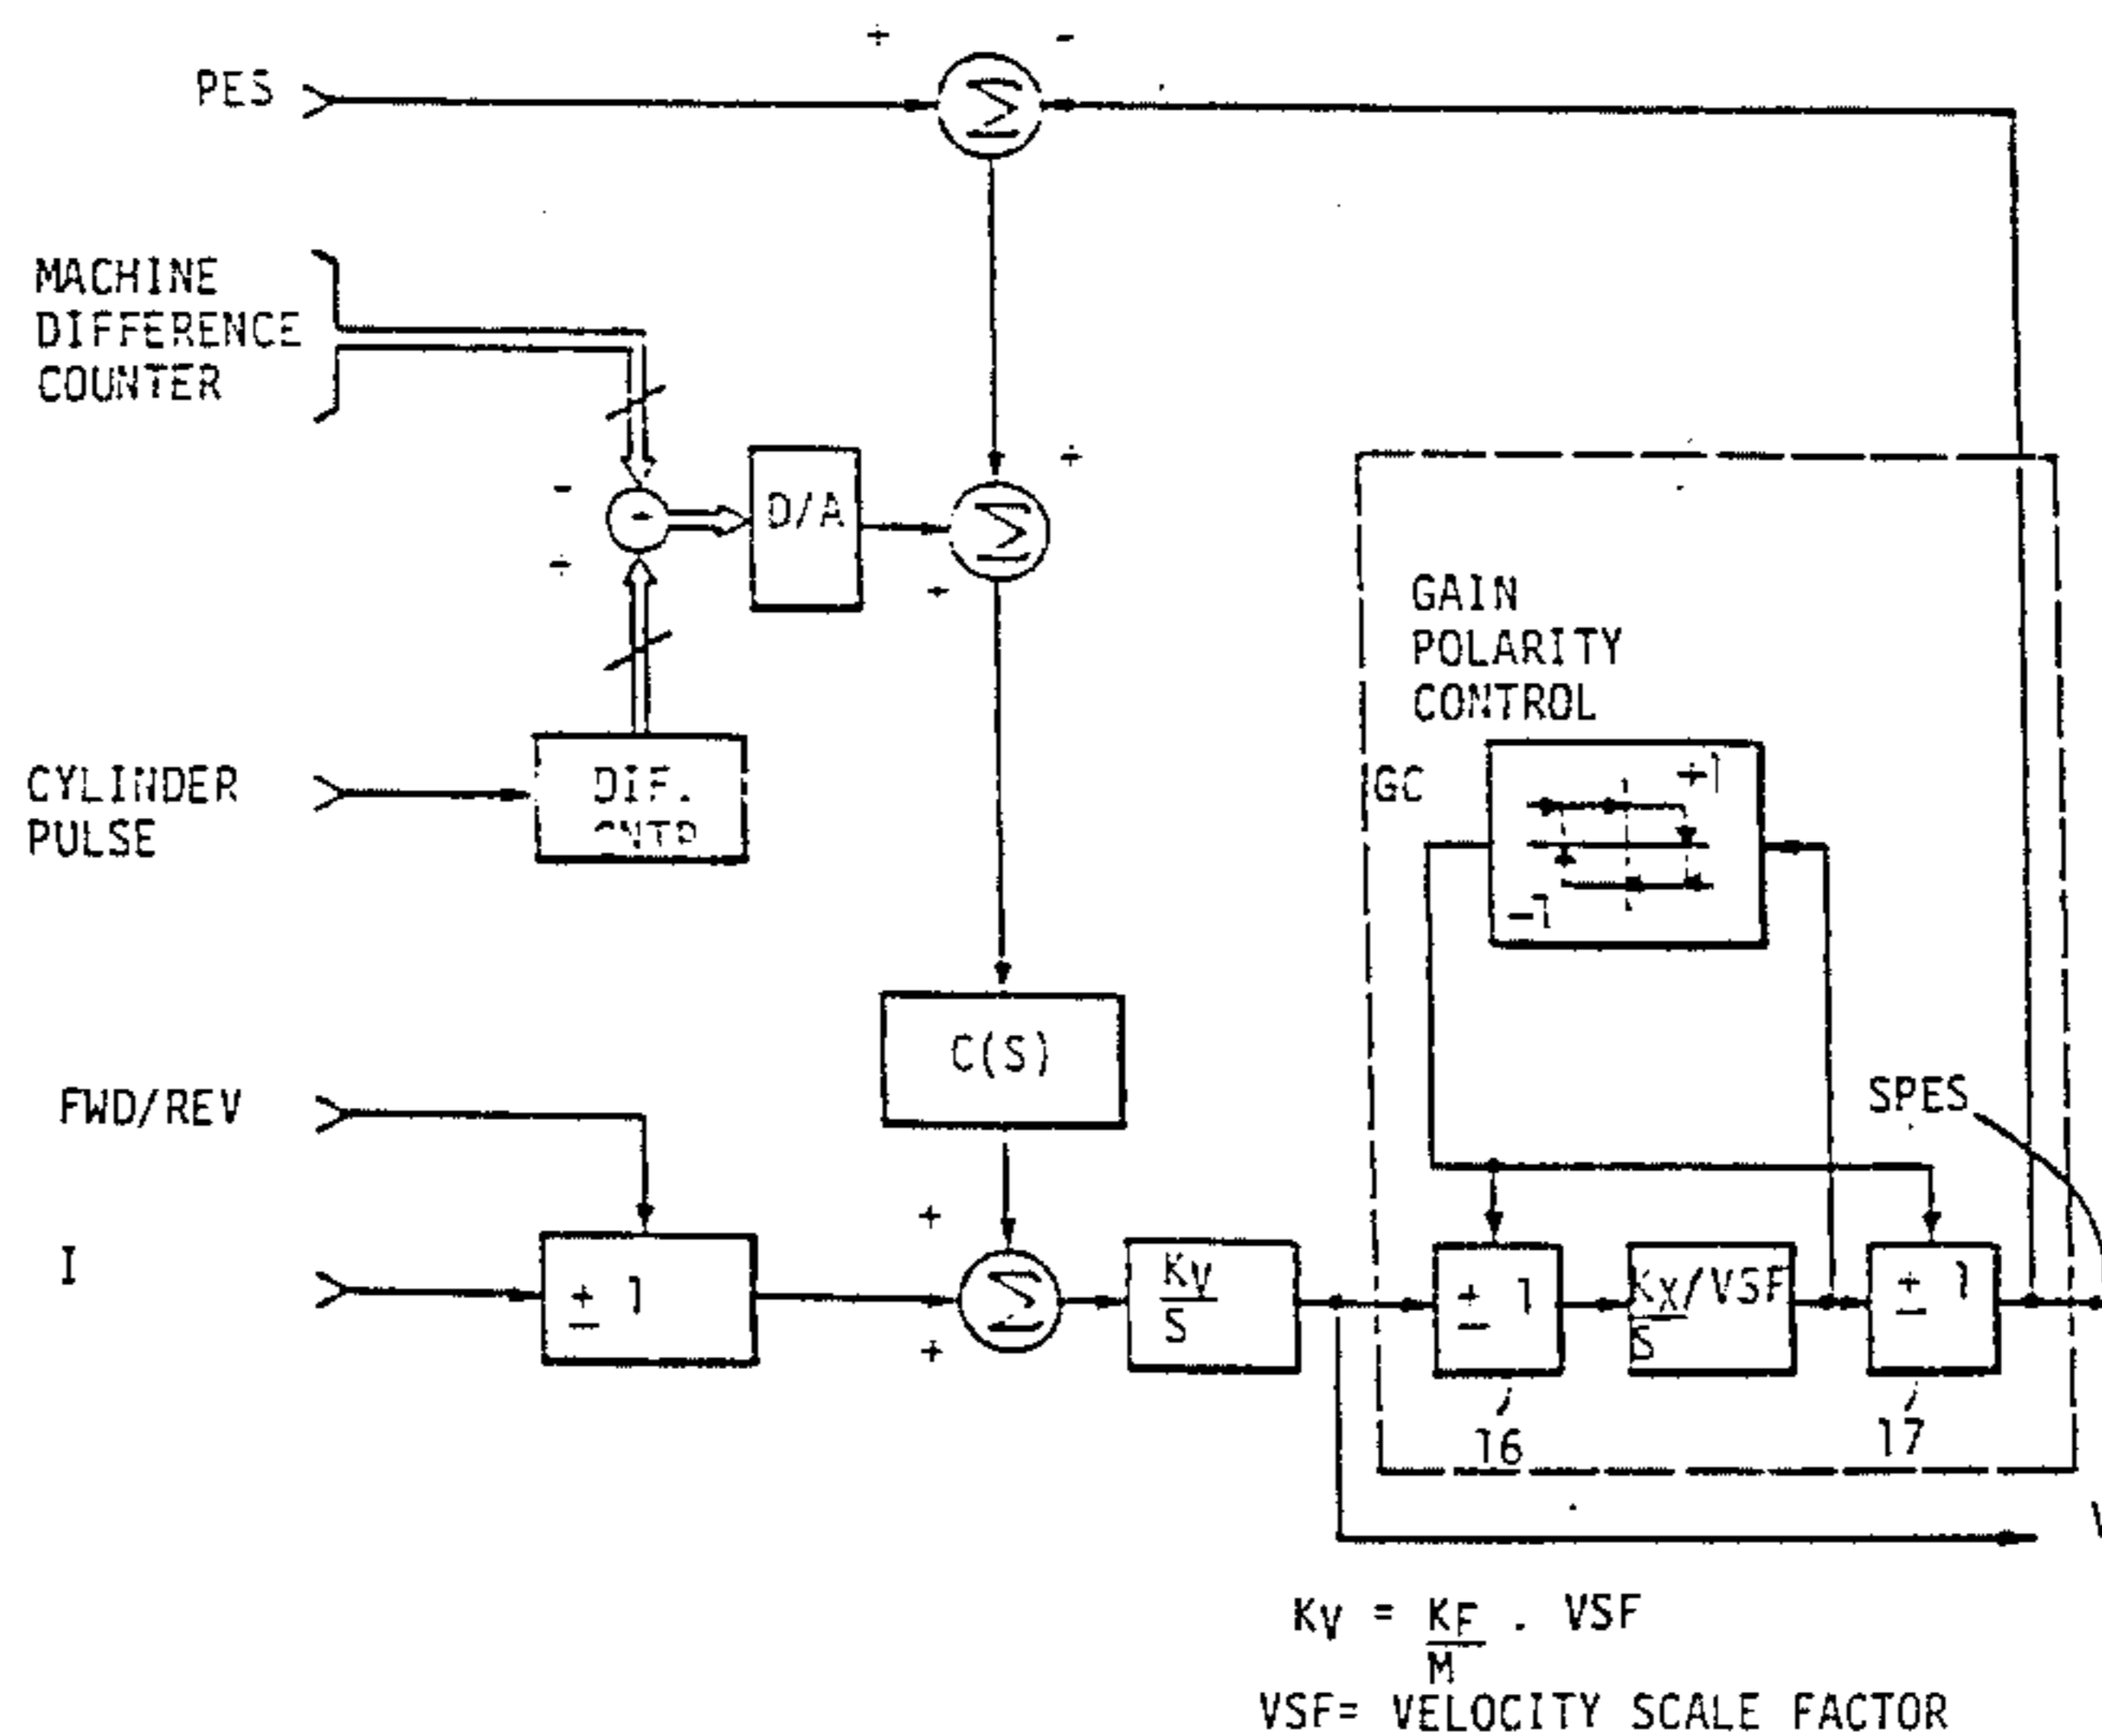 PES
+
-
Σ
MACHINE
DIFFERENCE
COUNTER
-
+
D/A
+
+
Σ
GAIN
POLARITY
CONTROL
GC
+1
-1
CYLINDER
PULSE
DIF.
CNTR
C(S)
SPES
FWD/REV
I
± 1
+
+
Σ
KV
S
± 1
KX/VSF
S
± 1
16
17
V
KV = KF . VSF
M
VSF= VELOCITY SCALE FACTOR